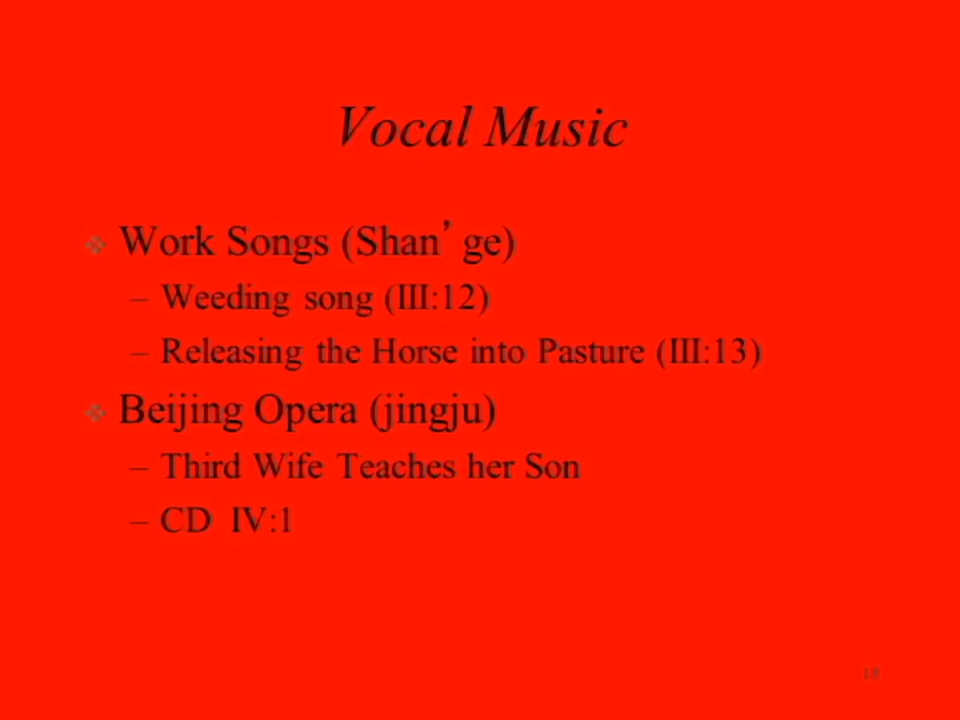 Vocal Music
Work Songs (Shan’ge)
– Weeding song (III:12)
– Releasing the Horse into Pasture (III:13)
Beijing Opera (jingju)
– Third Wife Teaches her Son
– CD IV:1
18